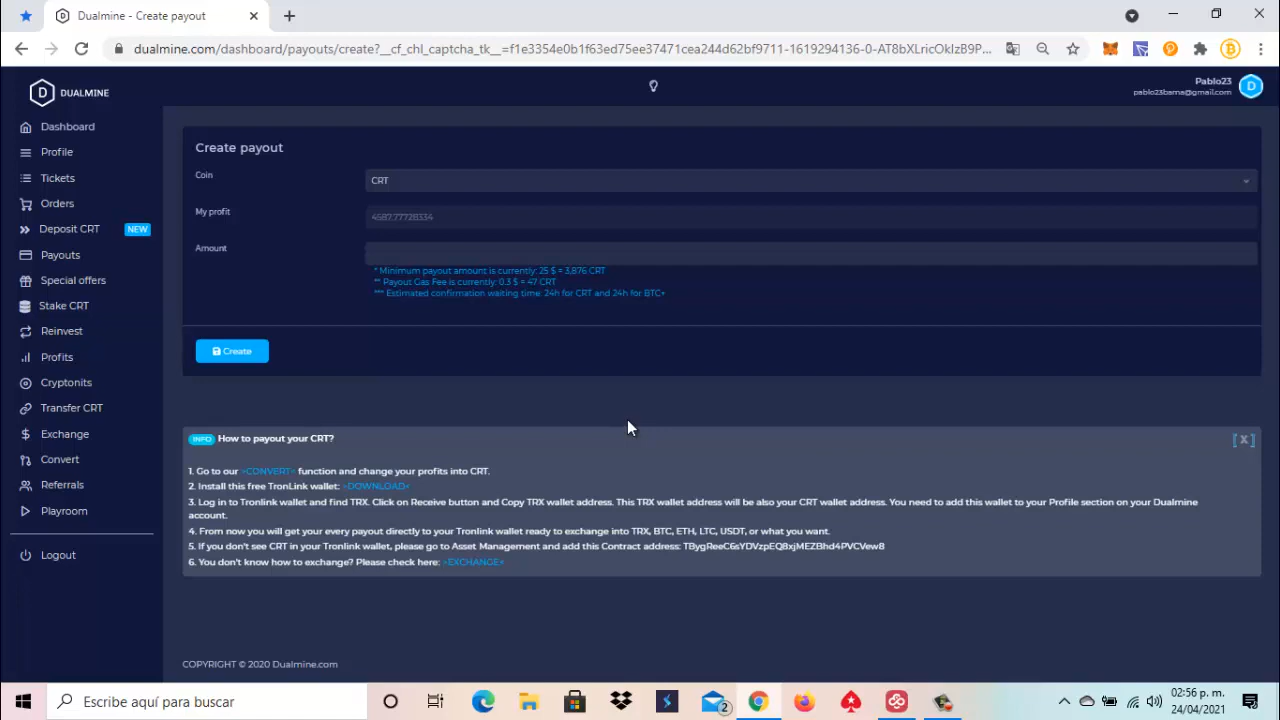 Dualmine - Create payout
dualmine.com/dashboard/payouts/create?__cf_chl_captcha_tk__=f1e3354e0b1f63ed75ee37471cea244d62bf9711-1619294136-0-AT8bXLricOkIzB9P...
D DUALMINE
Pablo23
pablo23bama@gmail.com
D
Dashboard
Profile
Tickets
Orders
Deposit CRT NEW
Payouts
Special offers
Stake CRT
Reinvest
Profits
Cryptonits
Transfer CRT
Exchange
Convert
Referrals
Playroom
Logout
Create payout
Coin
CRT
My profit
4587.77728334
Amount
* Minimum payout amount is currently: 25 $ = 3,876 CRT
** Payout Gas Fee is currently: 0.3 $ = 47 CRT
*** Estimated confirmation waiting time: 24h for CRT and 24h for BTC+
Create
INFO How to payout your CRT?
[ X ]
1. Go to our >CONVERT< function and change your profits into CRT.
2. Install this free TronLink wallet: >DOWNLOAD<
3. Log in to Tronlink wallet and find TRX. Click on Receive button and Copy TRX wallet address. This TRX wallet address will be also your CRT wallet address. You need to add this wallet to your Profile section on your Dualmine
account.
4. From now you will get your every payout directly to your Tronlink wallet ready to exchange into TRX, BTC, ETH, LTC, USDT, or what you want.
5. If you don't see CRT in your Tronlink wallet, please go to Asset Management and add this Contract address: TBygReeC6sYDVzpEQ8xjMEZBhd4PVCVew8
6. You don't know how to exchange? Please check here: >EXCHANGE<
COPYRIGHT © 2020 Dualmine.com
Escribe aquí para buscar
2
02:56 p. m.
24/04/2021